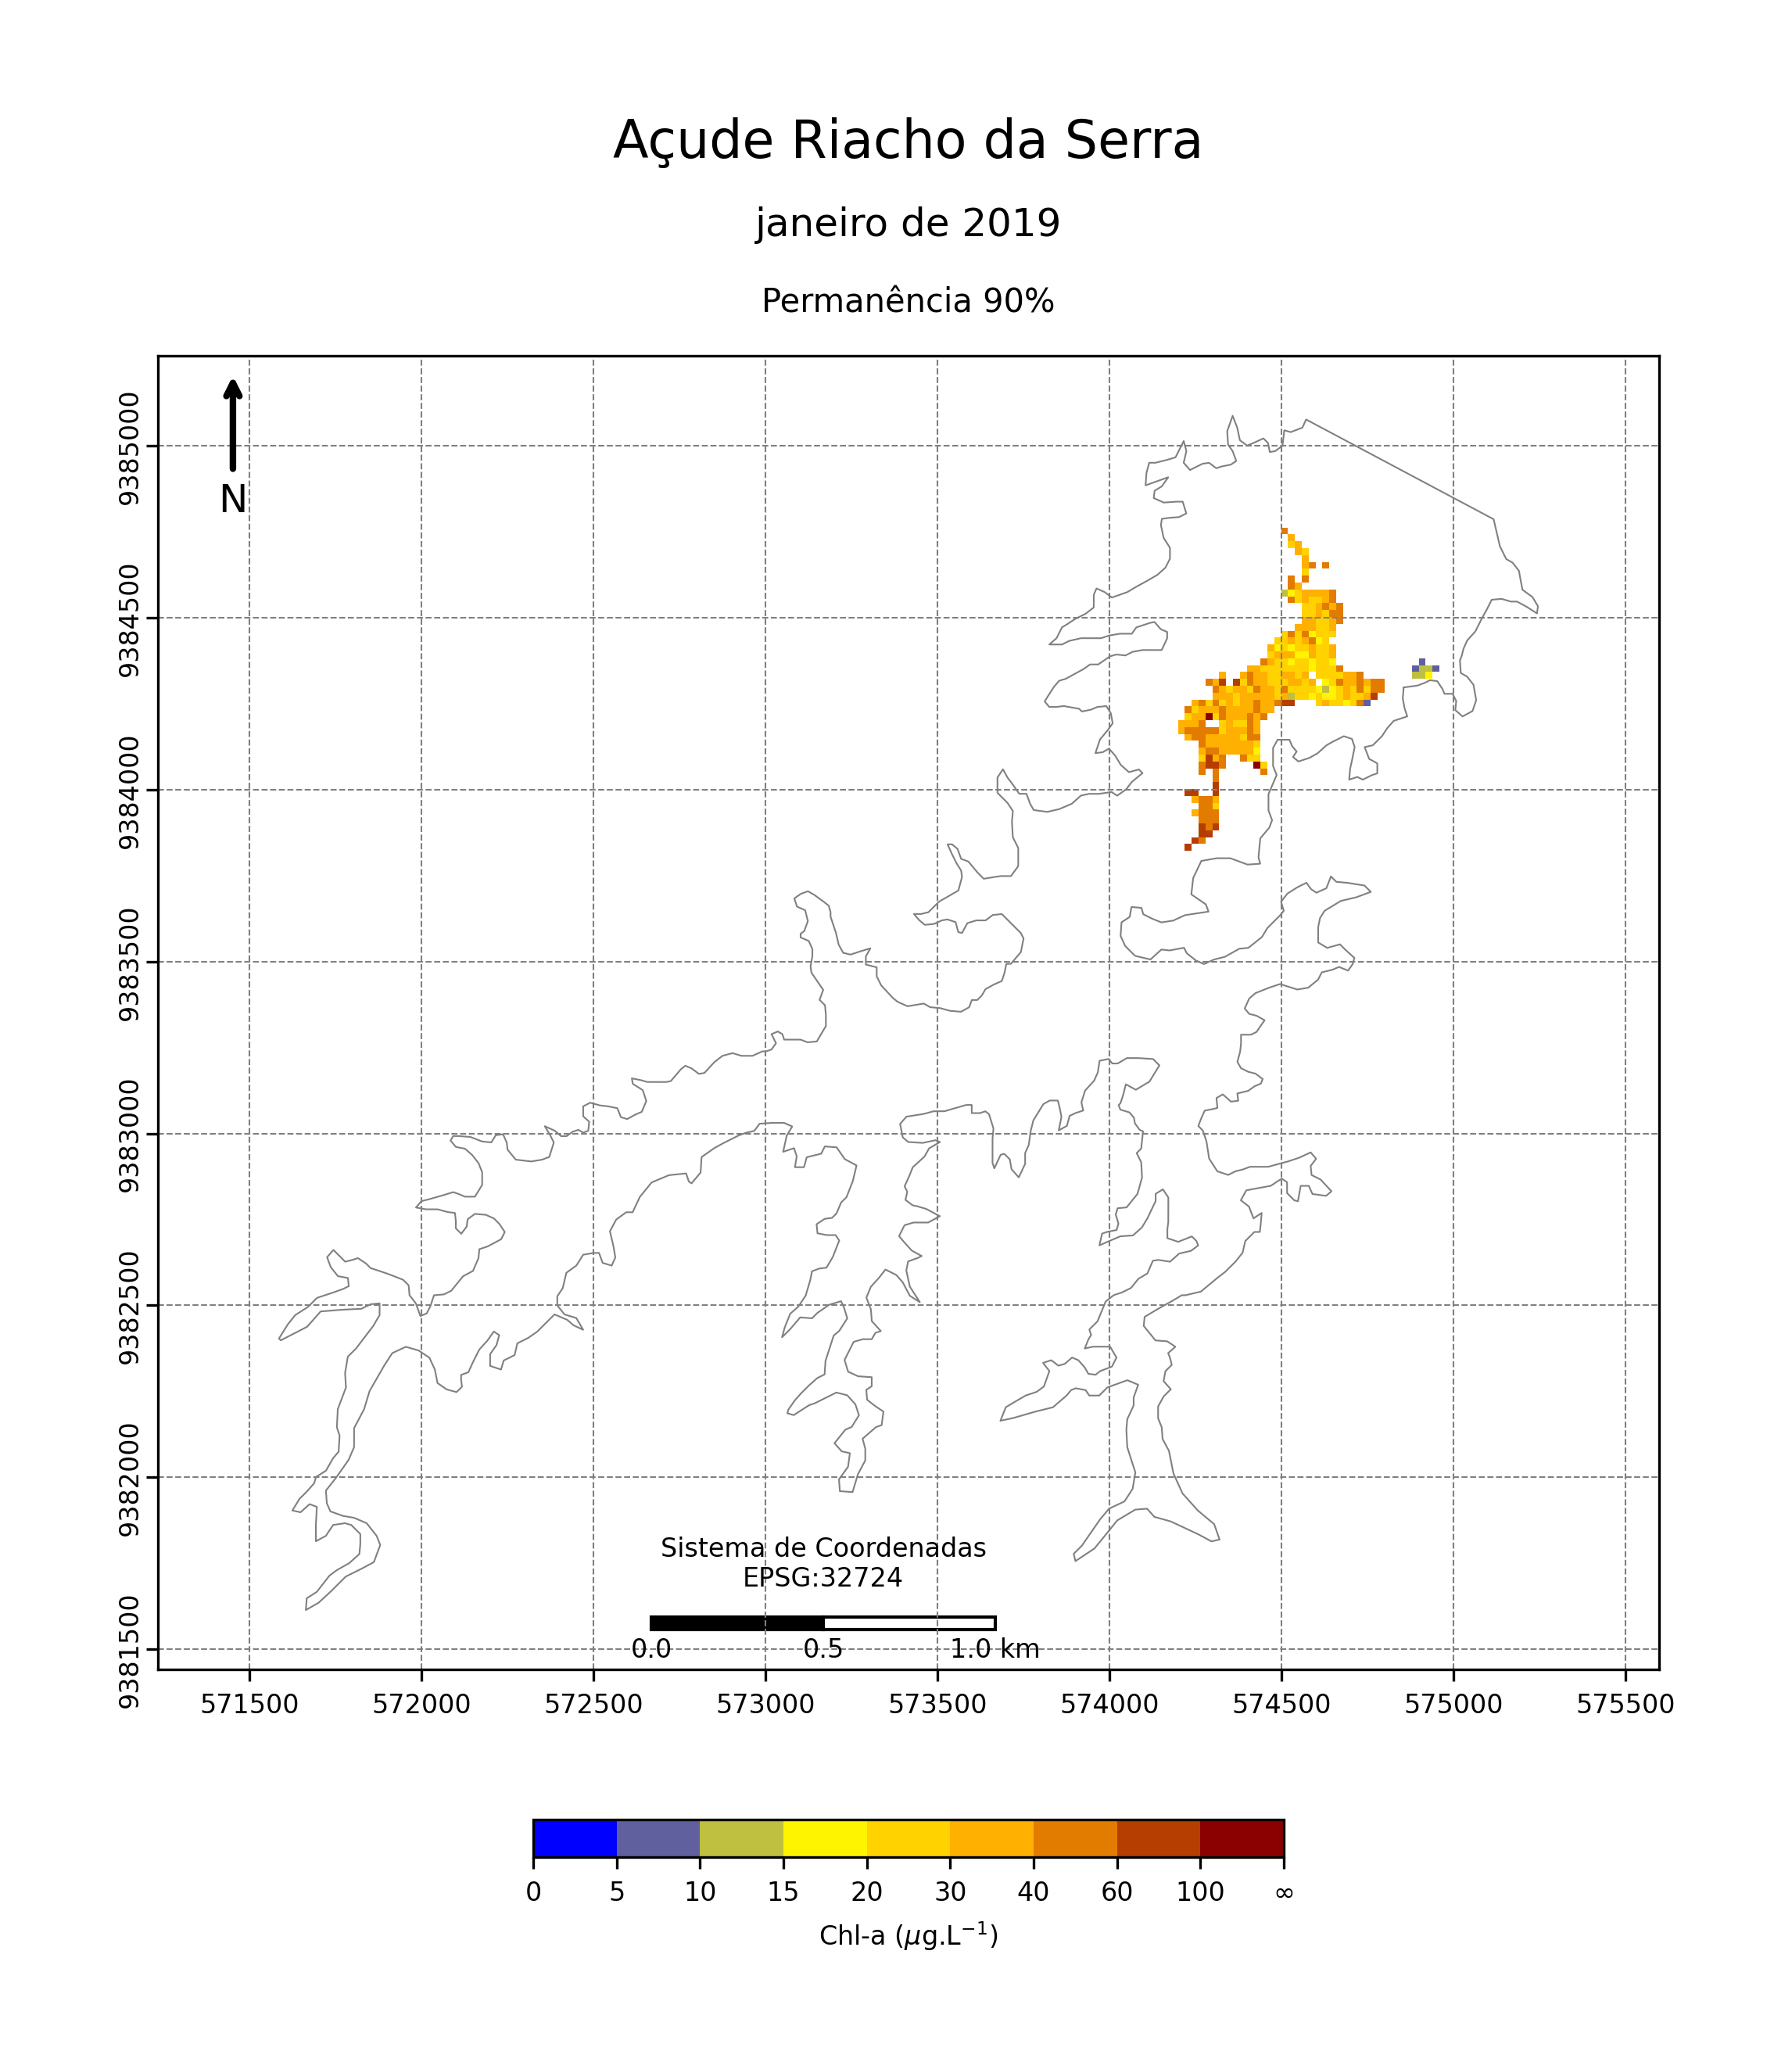 Açude Riacho da Serra
janeiro de 2019
Permanência 90%
N
9385000
9384500
9384000
9383500
9383000
9382500
9382000
9381500
Sistema de Coordenadas
EPSG:32724
0.0 0.5 1.0 km
571500 572000 572500 573000 573500 574000 574500 575000 575500
0 5 10 15 20 30 40 60 100 ∞
Chl-a (μg.L⁻¹)